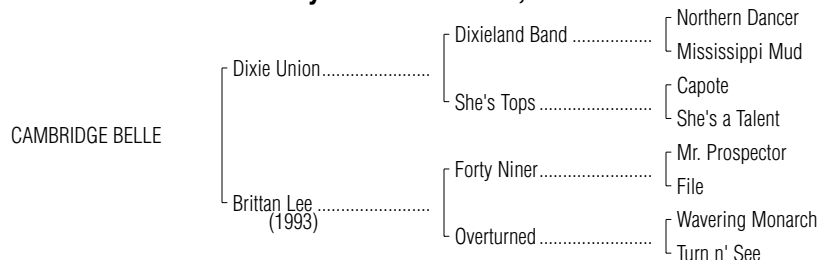 Northern Dancer
Dixieland Band
Mississippi Mud
Dixie Union
Capote
She's Tops
She's a Talent
CAMBRIDGE BELLE
Mr. Prospector
Forty Niner
File
Brittan Lee
(1993)
Wavering Monarch
Overturned
Turn n' See